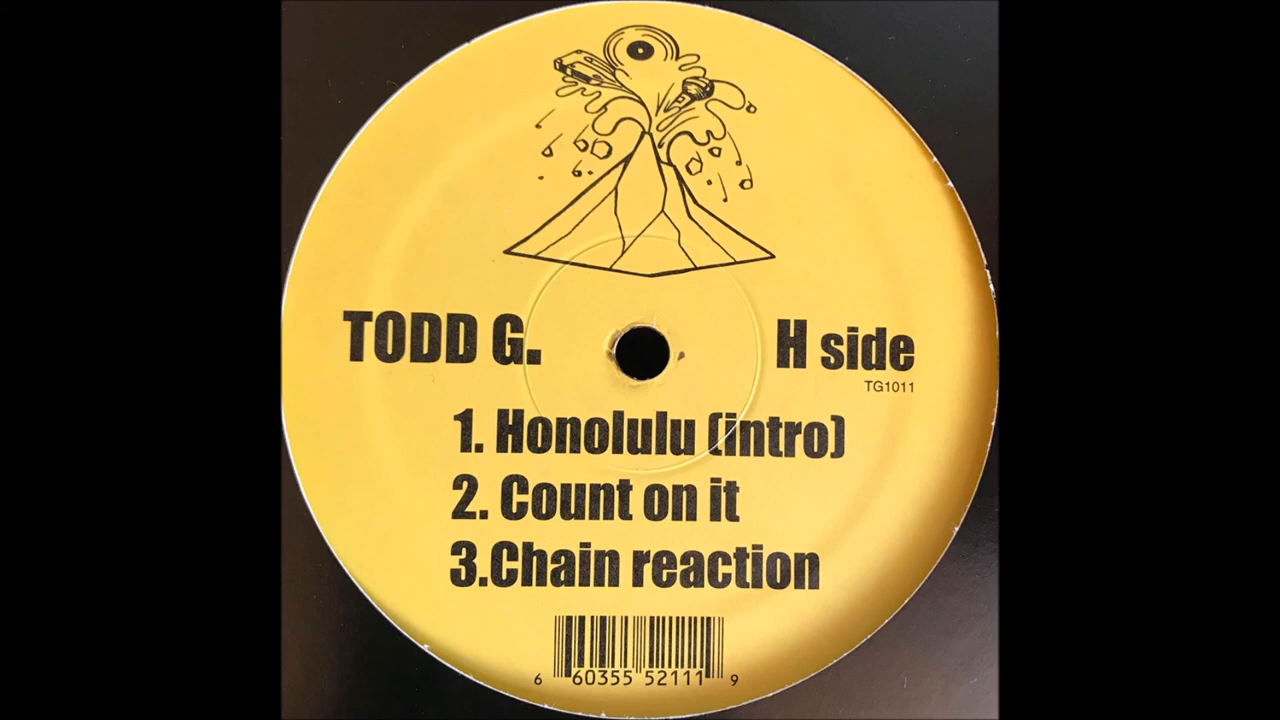 TODD G.
H side
TG1011
1. Honolulu (intro)
2. Count on it
3.Chain reaction
6 60355 52111 9